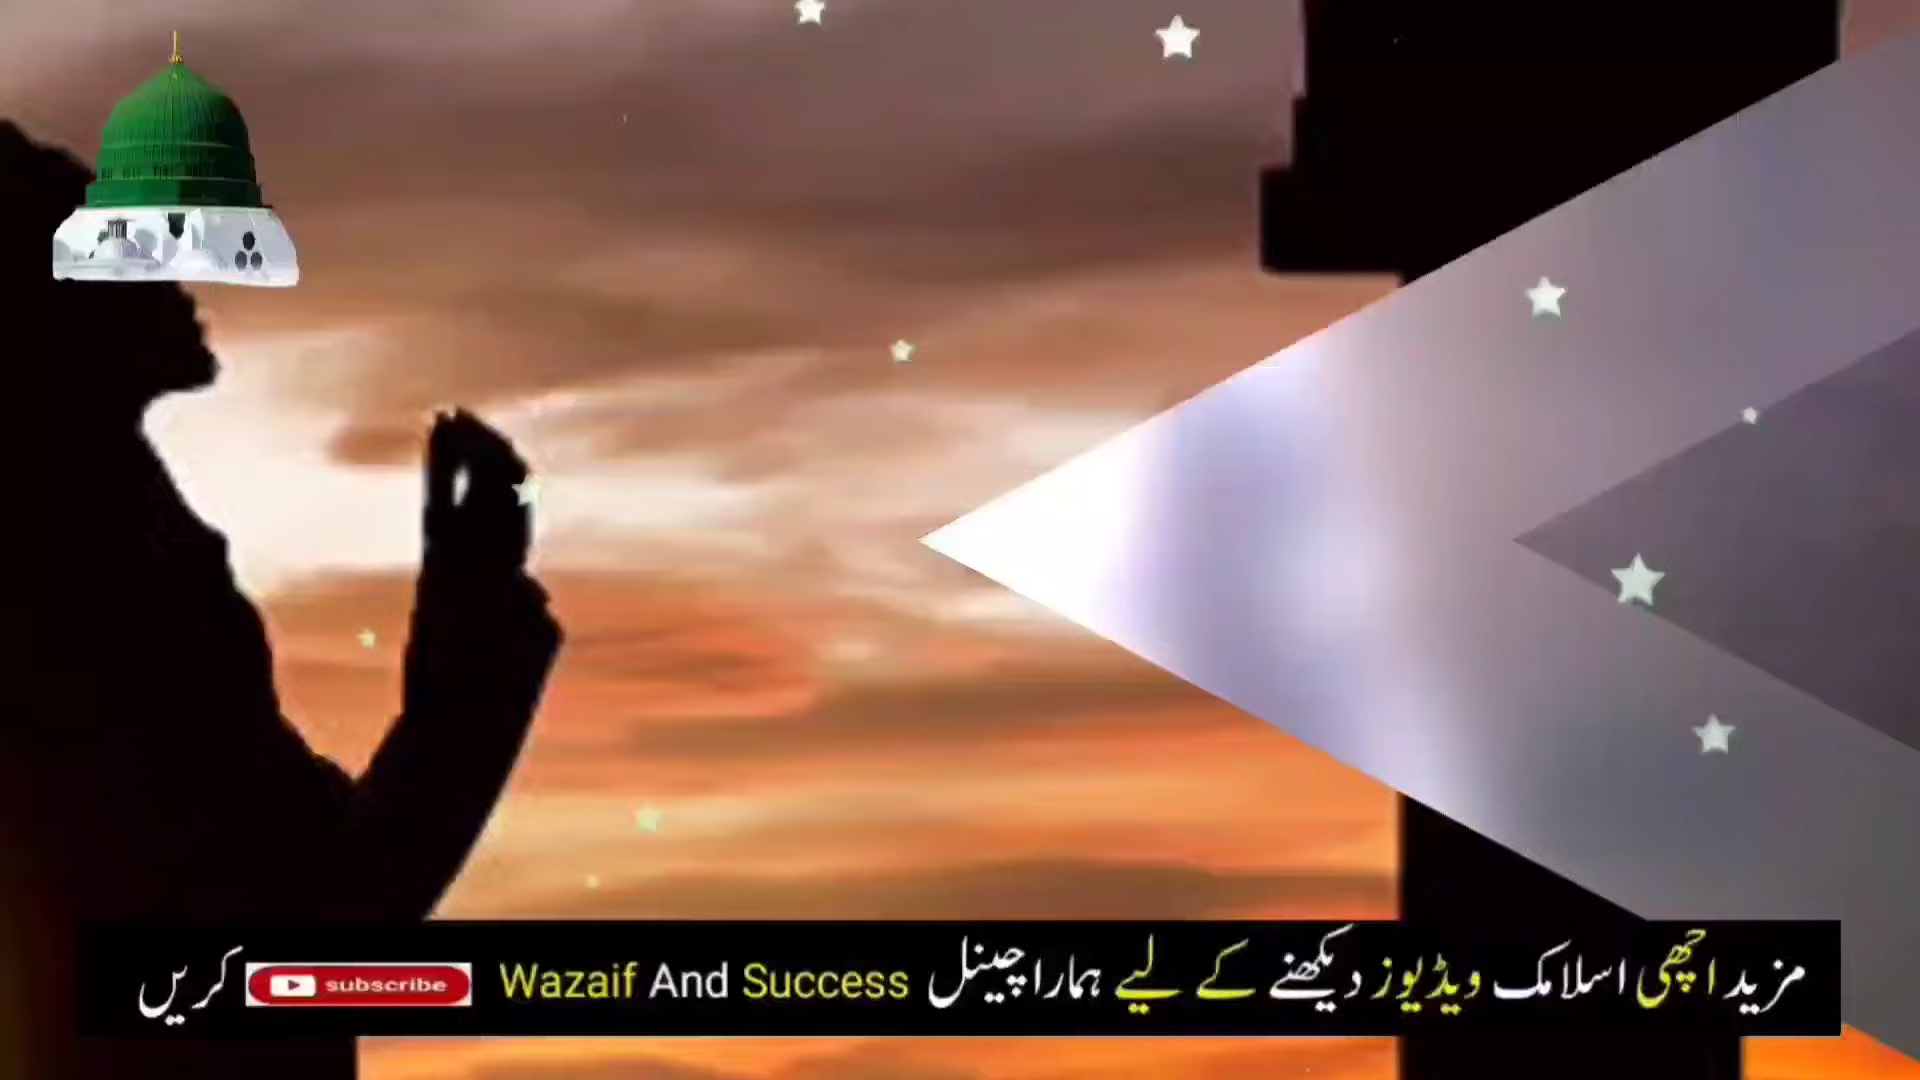 مزید اچھی اسلامک ویڈیوز دیکھنے کے لیے ہمارا چینل Wazaif And Success subscribe کریں